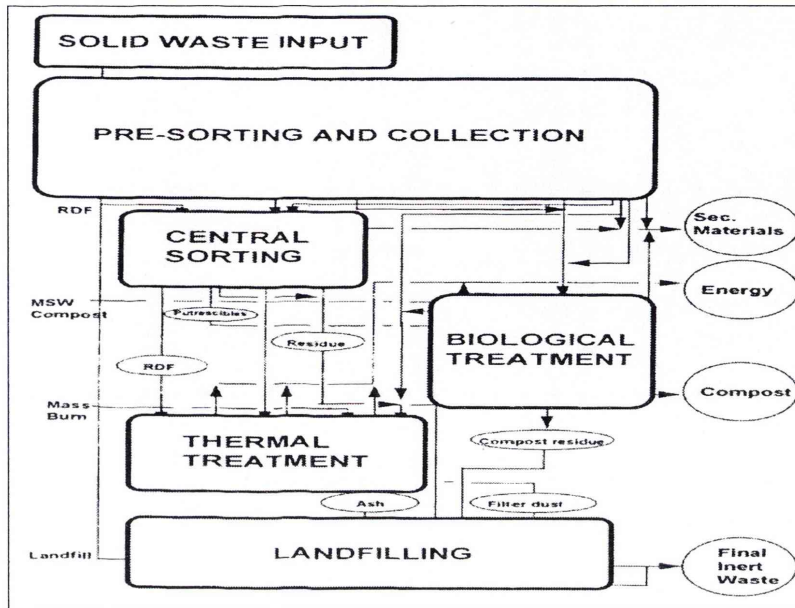 SOLID WASTE INPUT
PRE-SORTING AND COLLECTION
RDF
CENTRAL
SORTING
Sec.
Materials
Energy
MSW
Compost
Putrescibles
Residue
BIOLOGICAL
TREATMENT
RDF
Compost
Mass
Burn
THERMAL
TREATMENT
Compost residue
Ash
Filter dust
Landfill
LANDFILLING
Final
Inert
Waste